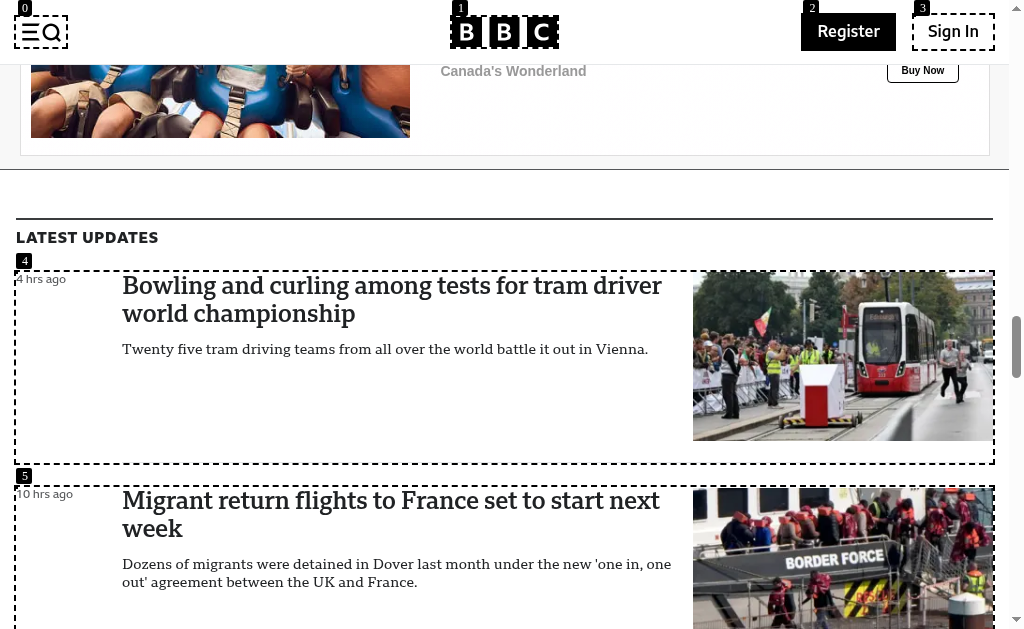 0
1
2
3
BBC
Register
Sign In
Canada's Wonderland
Buy Now
LATEST UPDATES
4
4 hrs ago
Bowling and curling among tests for tram driver
world championship
Twenty five tram driving teams from all over the world battle it out in Vienna.
5
10 hrs ago
Migrant return flights to France set to start next
week
Dozens of migrants were detained in Dover last month under the new 'one in, one
out' agreement between the UK and France.
BORDER FORCE